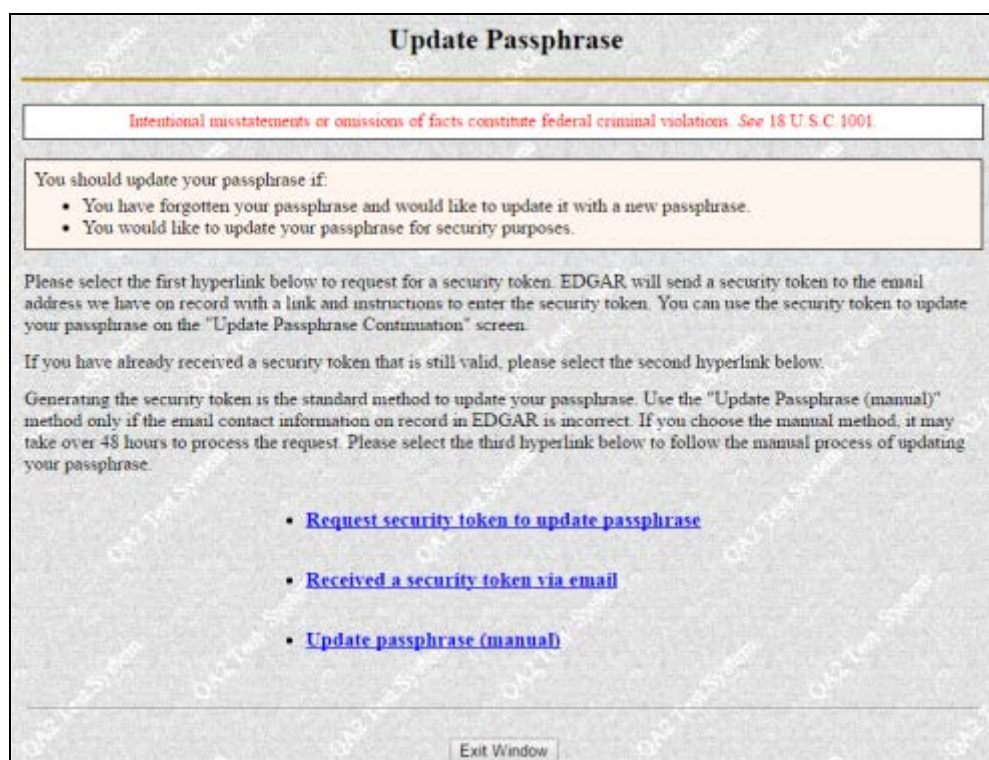 Update Passphrase
Intentional misstatements or omissions of facts constitute federal criminal violations. See 18 U.S.C.1001.
You should update your passphrase if:
• You have forgotten your passphrase and would like to update it with a new passphrase.
• You would like to update your passphrase for security purposes.
Please select the first hyperlink below to request for a security token. EDGAR will send a security token to the email
address we have on record with a link and instructions to enter the security token. You can use the security token to update
your passphrase on the "Update Passphrase Continuation" screen.
If you have already received a security token that is still valid, please select the second hyperlink below.
Generating the security token is the standard method to update your passphrase. Use the "Update Passphrase (manual)"
method only if the email contact information on record in EDGAR is incorrect. If you choose the manual method, it may
take over 48 hours to process the request. Please select the third hyperlink below to follow the manual process of updating
your passphrase.
• Request security token to update passphrase
• Received a security token via email
• Update passphrase (manual)
Exit Window
QA2 Test System